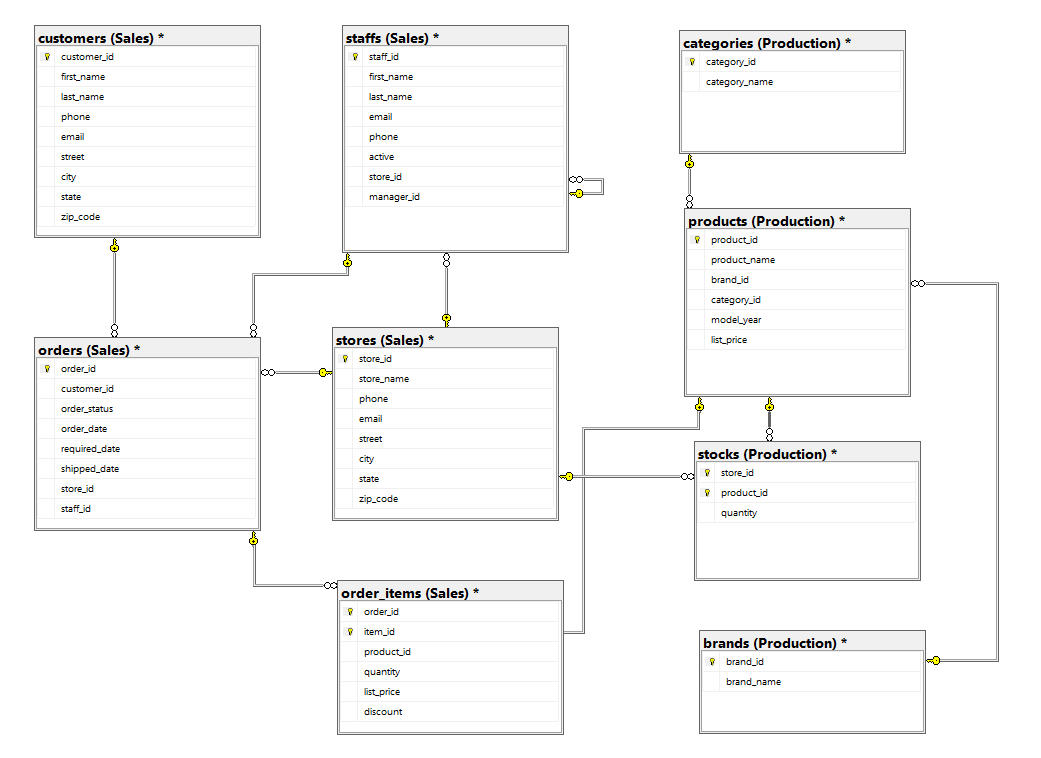 customers (Sales) *
customer_id
first_name
last_name
phone
email
street
city
state
zip_code
staffs (Sales) *
staff_id
first_name
last_name
email
phone
active
store_id
manager_id
categories (Production) *
category_id
category_name
products (Production) *
product_id
product_name
brand_id
category_id
model_year
list_price
orders (Sales) *
order_id
customer_id
order_status
order_date
required_date
shipped_date
store_id
staff_id
stores (Sales) *
store_id
store_name
phone
email
street
city
state
zip_code
stocks (Production) *
store_id
product_id
quantity
order_items (Sales) *
order_id
item_id
product_id
quantity
list_price
discount
brands (Production) *
brand_id
brand_name